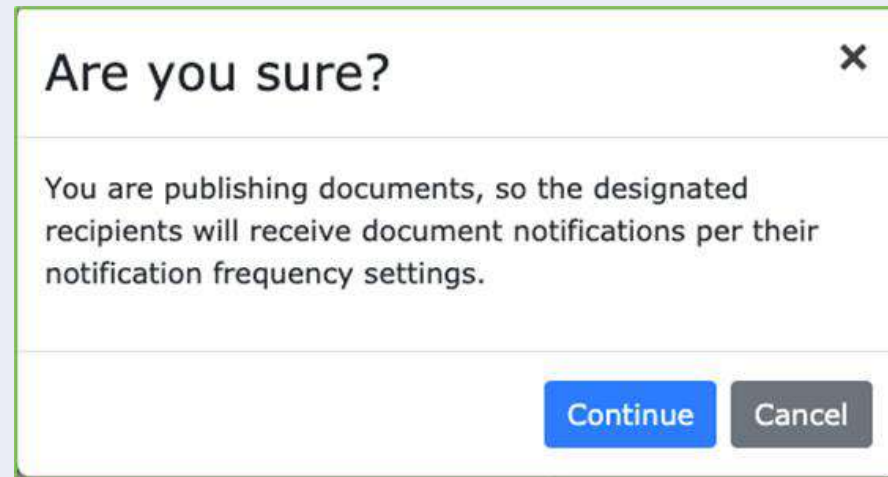 Are you sure?
You are publishing documents, so the designated
recipients will receive document notifications per their
notification frequency settings.
Continue Cancel